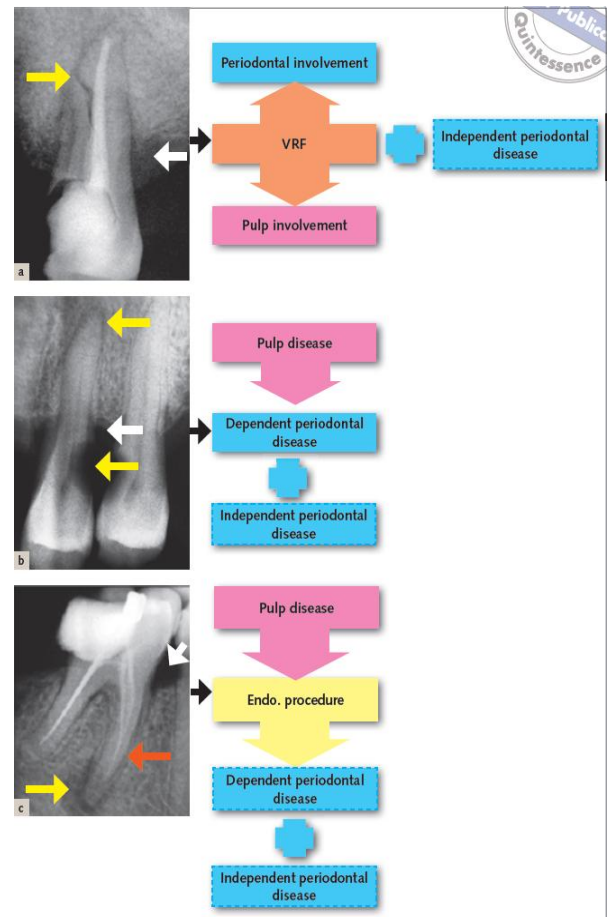 Publica
Quintessence
Periodontal involvement
VRF
Independent periodontal
disease
Pulp involvement
a
Pulp disease
Dependent periodontal
disease
Independent periodontal
disease
b
Pulp disease
Endo. procedure
Dependent periodontal
disease
Independent periodontal
disease
c